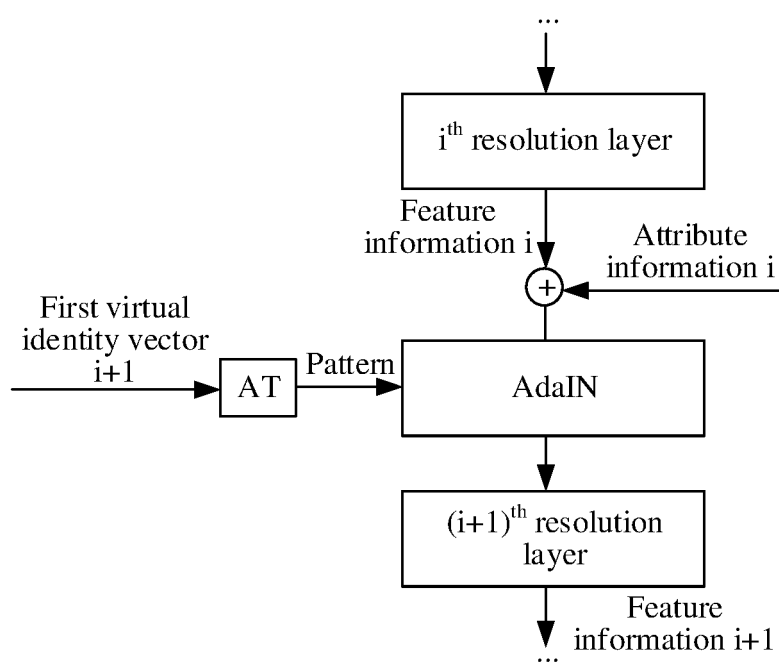 ...
i^th resolution layer
Feature
information i
Attribute
information i
+
First virtual
identity vector
i+1
AT
Pattern
AdaIN
(i+1)^th resolution
layer
Feature
information i+1
...